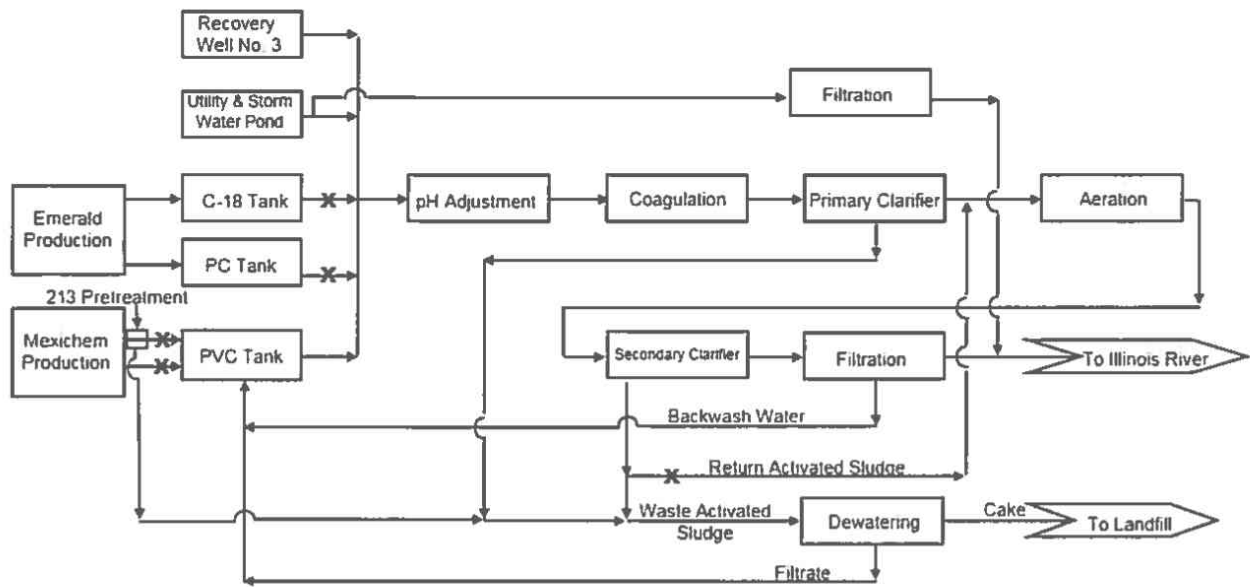 Recovery
Well No. 3
Utility & Storm
Water Pond
Filtration
Emerald
Production
C-18 Tank
X
pH Adjustment
Coagulation
Primary Clarifier
Aeration
PC Tank
X
213 Pretreatment
Mexichem
Production
X
X
PVC Tank
Secondary Clarifier
Filtration
To Illinois River
Backwash Water
X
Return Activated Sludge
Waste Activated
Sludge
Dewatering
Cake
To Landfill
Filtrate